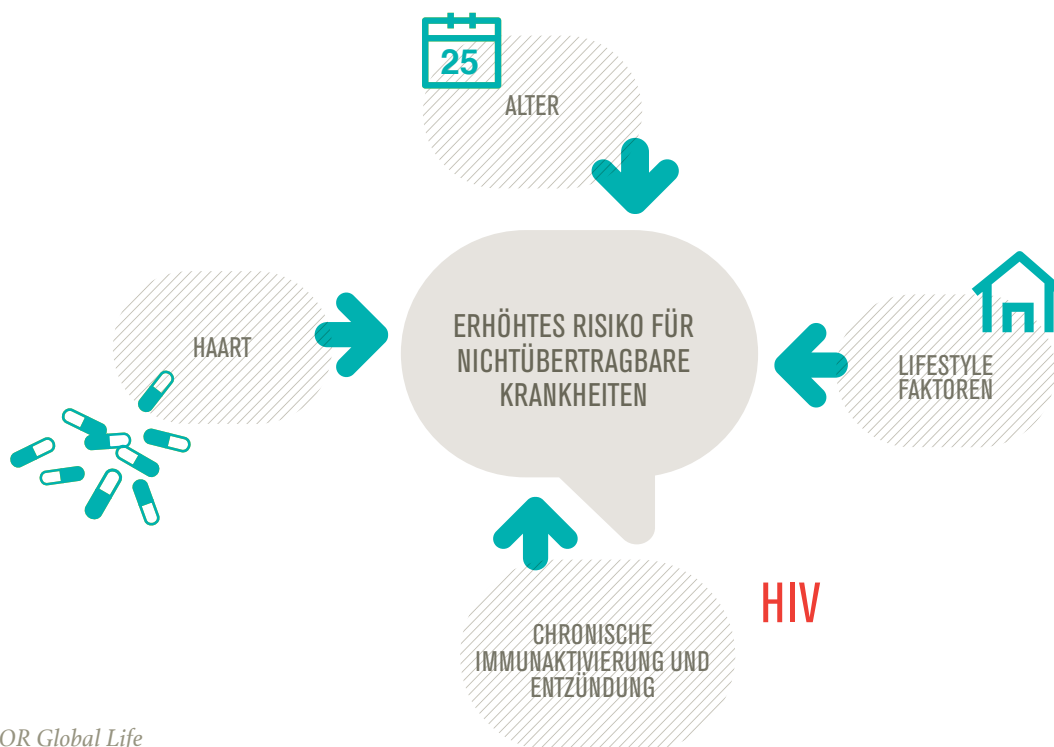 25
ALTER
HAART
ERHÖHTES RISIKO FÜR
NICHTÜBERTRAGBARE
KRANKHEITEN
LIFESTYLE
FAKTOREN
HIV
CHRONISCHE
IMMUNAKTIVIERUNG UND
ENTZÜNDUNG
OR Global Life